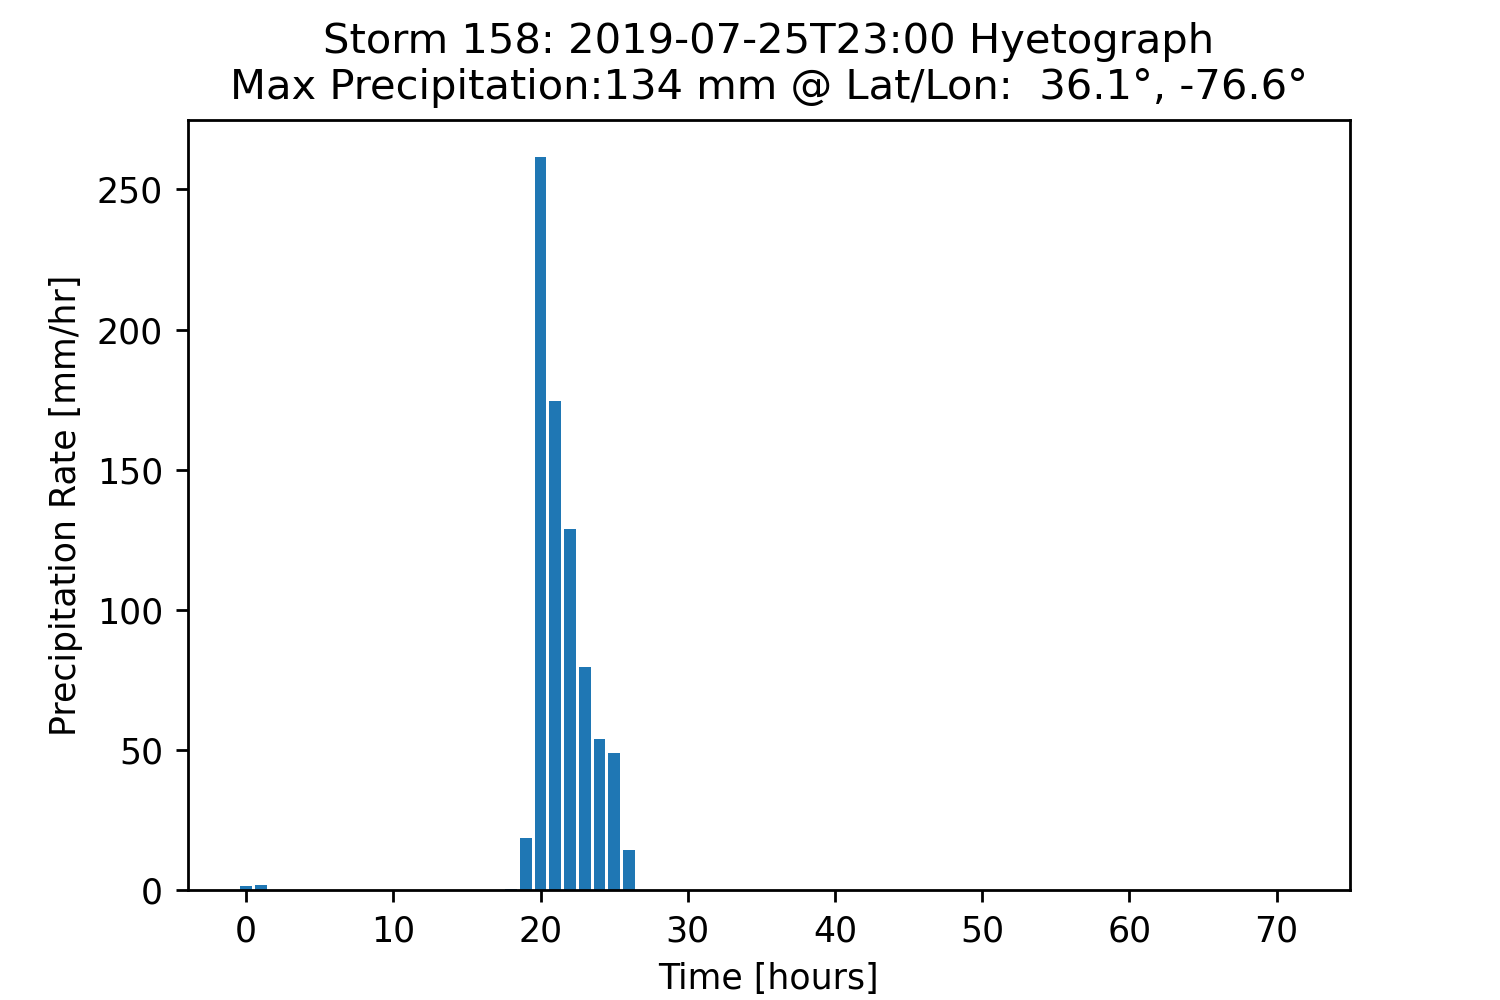 Storm 158: 2019-07-25T23:00 Hyetograph
Max Precipitation:134 mm @ Lat/Lon:  36.1°, -76.6°
250
200
150
100
50
0
Precipitation Rate [mm/hr]
0 10 20 30 40 50 60 70
Time [hours]